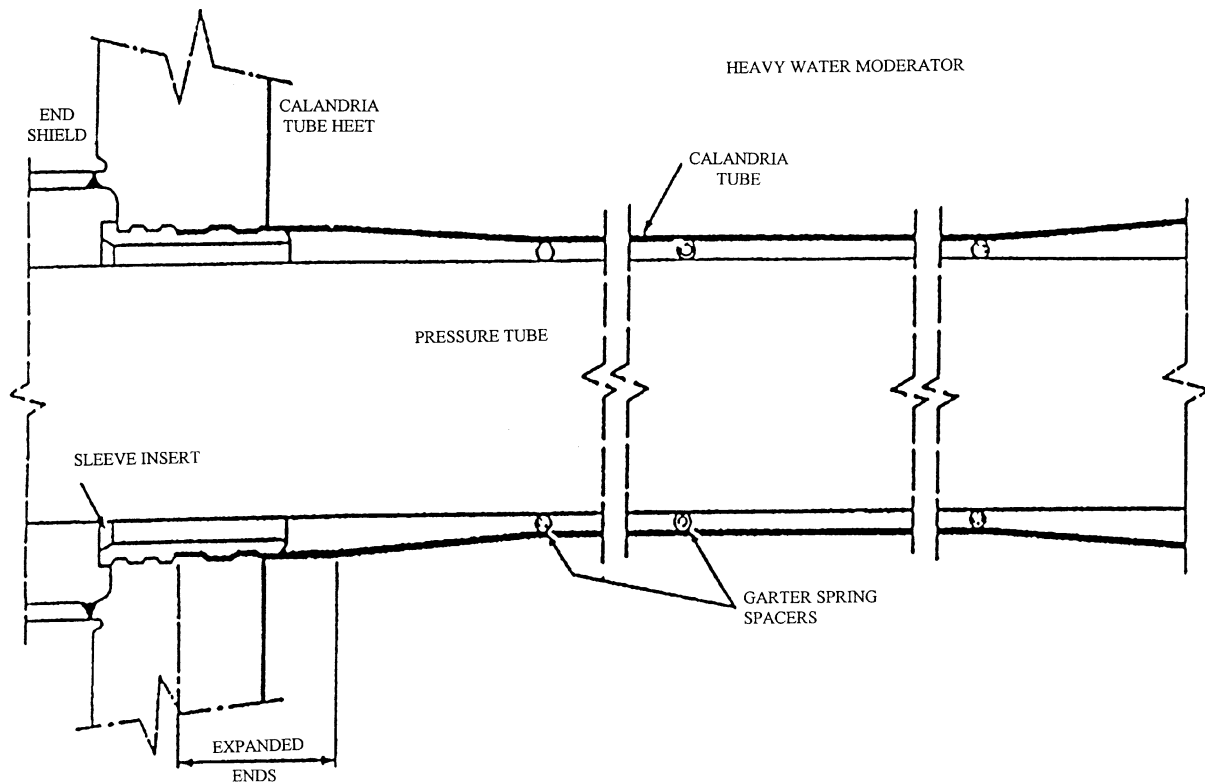 HEAVY WATER MODERATOR
END
SHIELD
CALANDRIA
TUBE HEET
CALANDRIA
TUBE
PRESSURE TUBE
SLEEVE INSERT
GARTER SPRING
SPACERS
EXPANDED
ENDS